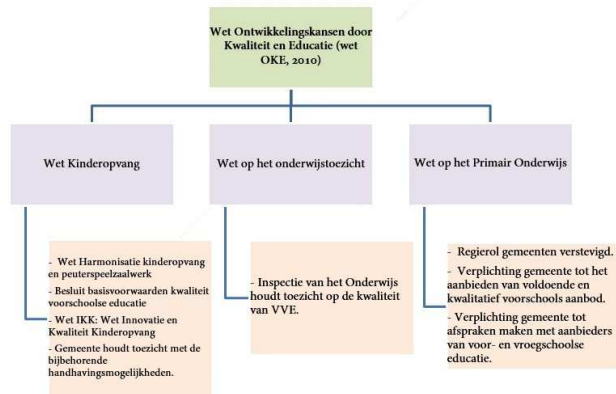 Wet Ontwikkelingskansen door
Kwaliteit en Educatie (wet
OKE, 2010)
Wet Kinderopvang
Wet op het onderwijstoezicht
Wet op het Primair Onderwijs
- Wet Harmonisatie kinderopvang
en peuterspeelzaalwerk
- Besluit basisvoorwaarden kwaliteit
voorschoolse educatie
- Wet IKK: Wet Innovatie en
Kwaliteit Kinderopvang
- Gemeente houdt toezicht met de
bijbehorende
handhavingsmogelijkheden.
- Inspectie van het Onderwijs
houdt toezicht op de kwaliteit
van VVE.
- Regierol gemeenten verstevigd.
- Verplichting gemeente tot het
aanbieden van voldoende en
kwalitatief voorschools aanbod.
- Verplichting gemeente tot
afspraken maken met aanbieders
van voor- en vroegschoolse
educatie.